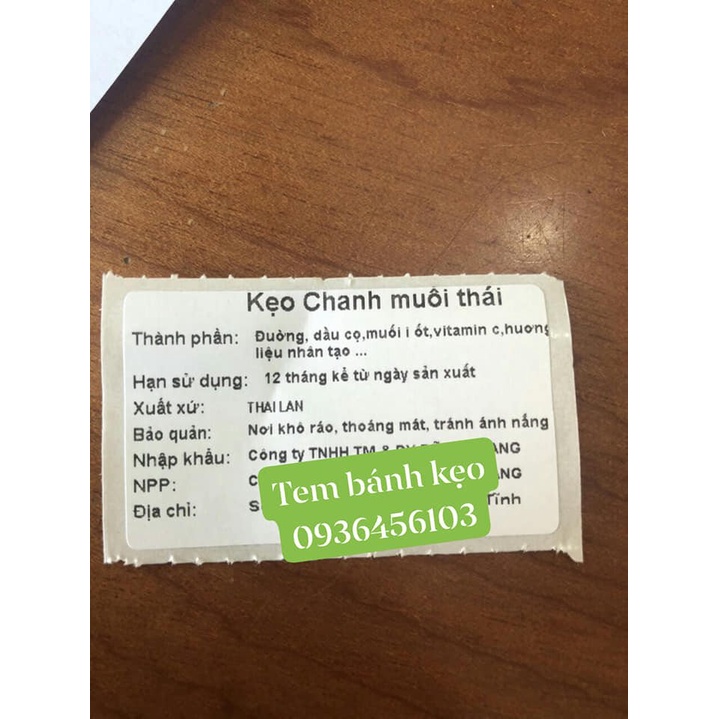 Kẹo Chanh muối thái
Thành phần: Đường, dầu cọ,muối i ốt,vitamin c,hương
liệu nhân tạo ...
Hạn sử dụng: 12 tháng kể từ ngày sản xuất
Xuất xứ: THAI LAN
Bảo quản: Nơi khô ráo, thoáng mát, tránh ánh nắng
Nhập khẩu: Công ty TNHH TM & DV
NPP:
Địa chỉ: Tĩnh
Tem bánh kẹo
0936456103